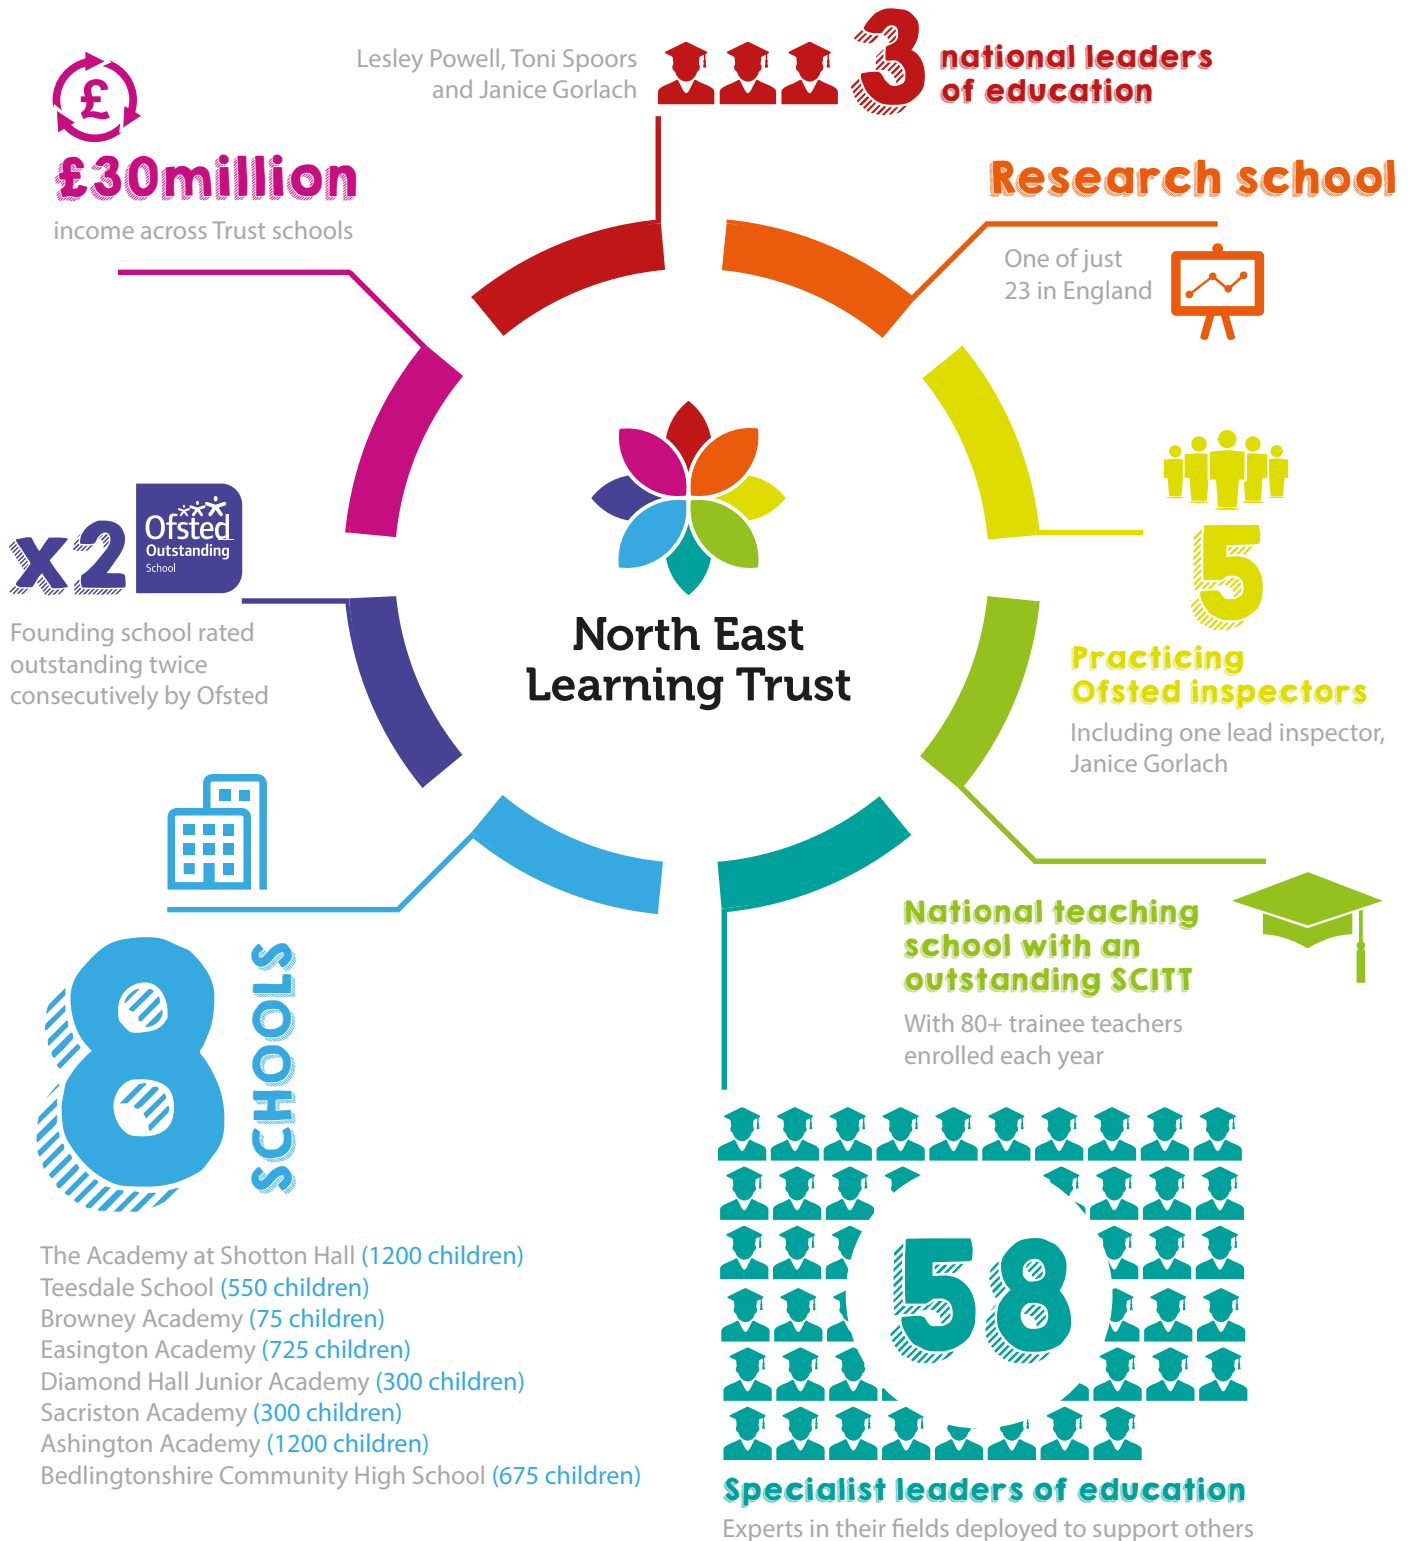 Lesley Powell, Toni Spoors
and Janice Gorlach
3
national leaders
of education
£
£30million
income across Trust schools
Research school
One of just
23 in England
x2
Ofsted
Outstanding
School
Founding school rated
outstanding twice
consecutively by Ofsted
North East
Learning Trust
5
Practicing
Ofsted inspectors
Including one lead inspector,
Janice Gorlach
National teaching
school with an
outstanding SCITT
With 80+ trainee teachers
enrolled each year
8
SCHOOLS
The Academy at Shotton Hall (1200 children)
Teesdale School (550 children)
Browney Academy (75 children)
Easington Academy (725 children)
Diamond Hall Junior Academy (300 children)
Sacriston Academy (300 children)
Ashington Academy (1200 children)
Bedlingtonshire Community High School (675 children)
58
Specialist leaders of education
Experts in their fields deployed to support others